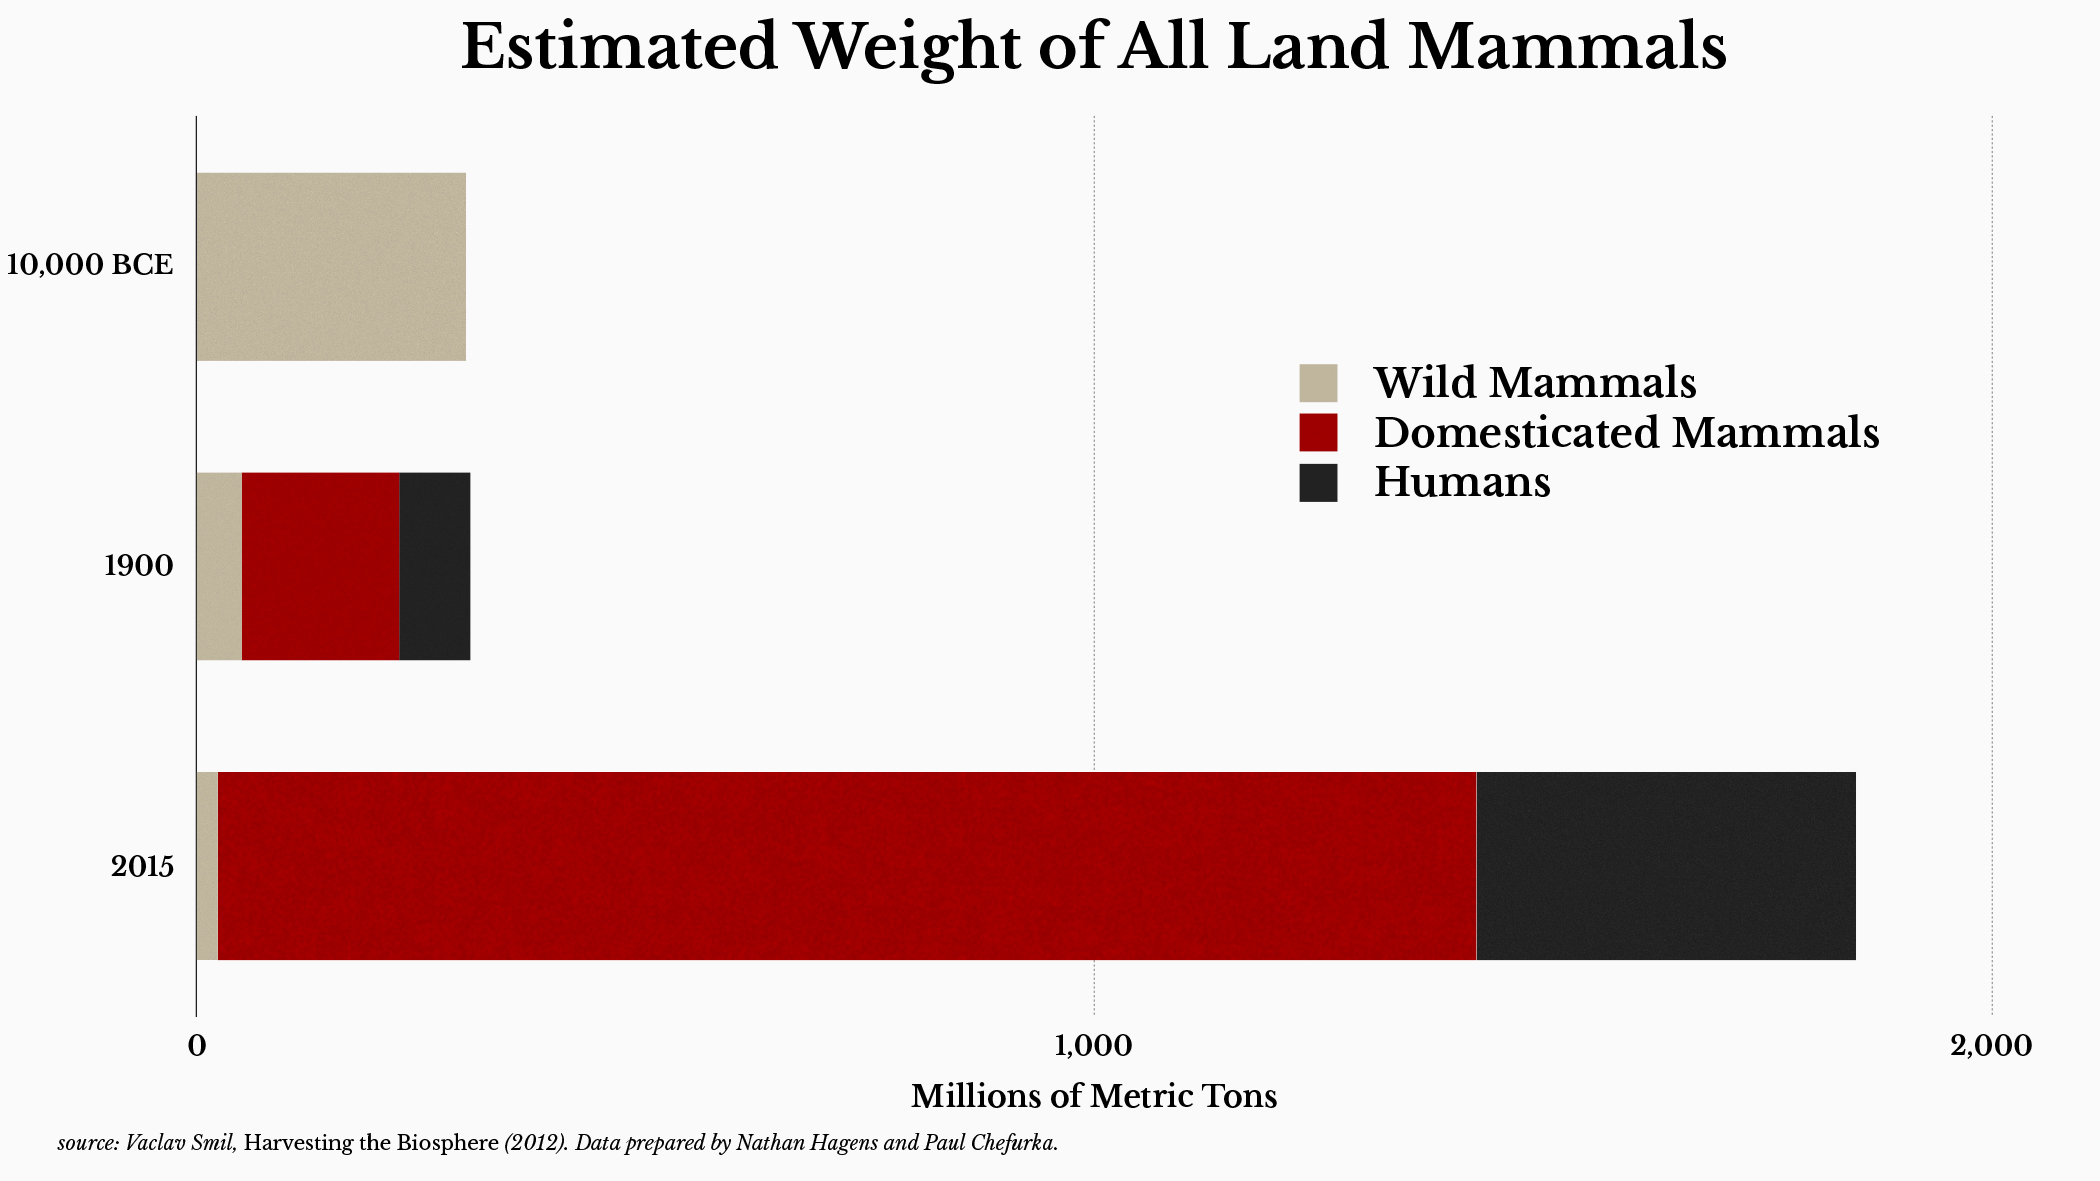 Estimated Weight of All Land Mammals
10,000 BCE
Wild Mammals
Domesticated Mammals
Humans
1900
2015
0
1,000
2,000
Millions of Metric Tons
source: Vaclav Smil, Harvesting the Biosphere (2012). Data prepared by Nathan Hagens and Paul Chefurka.